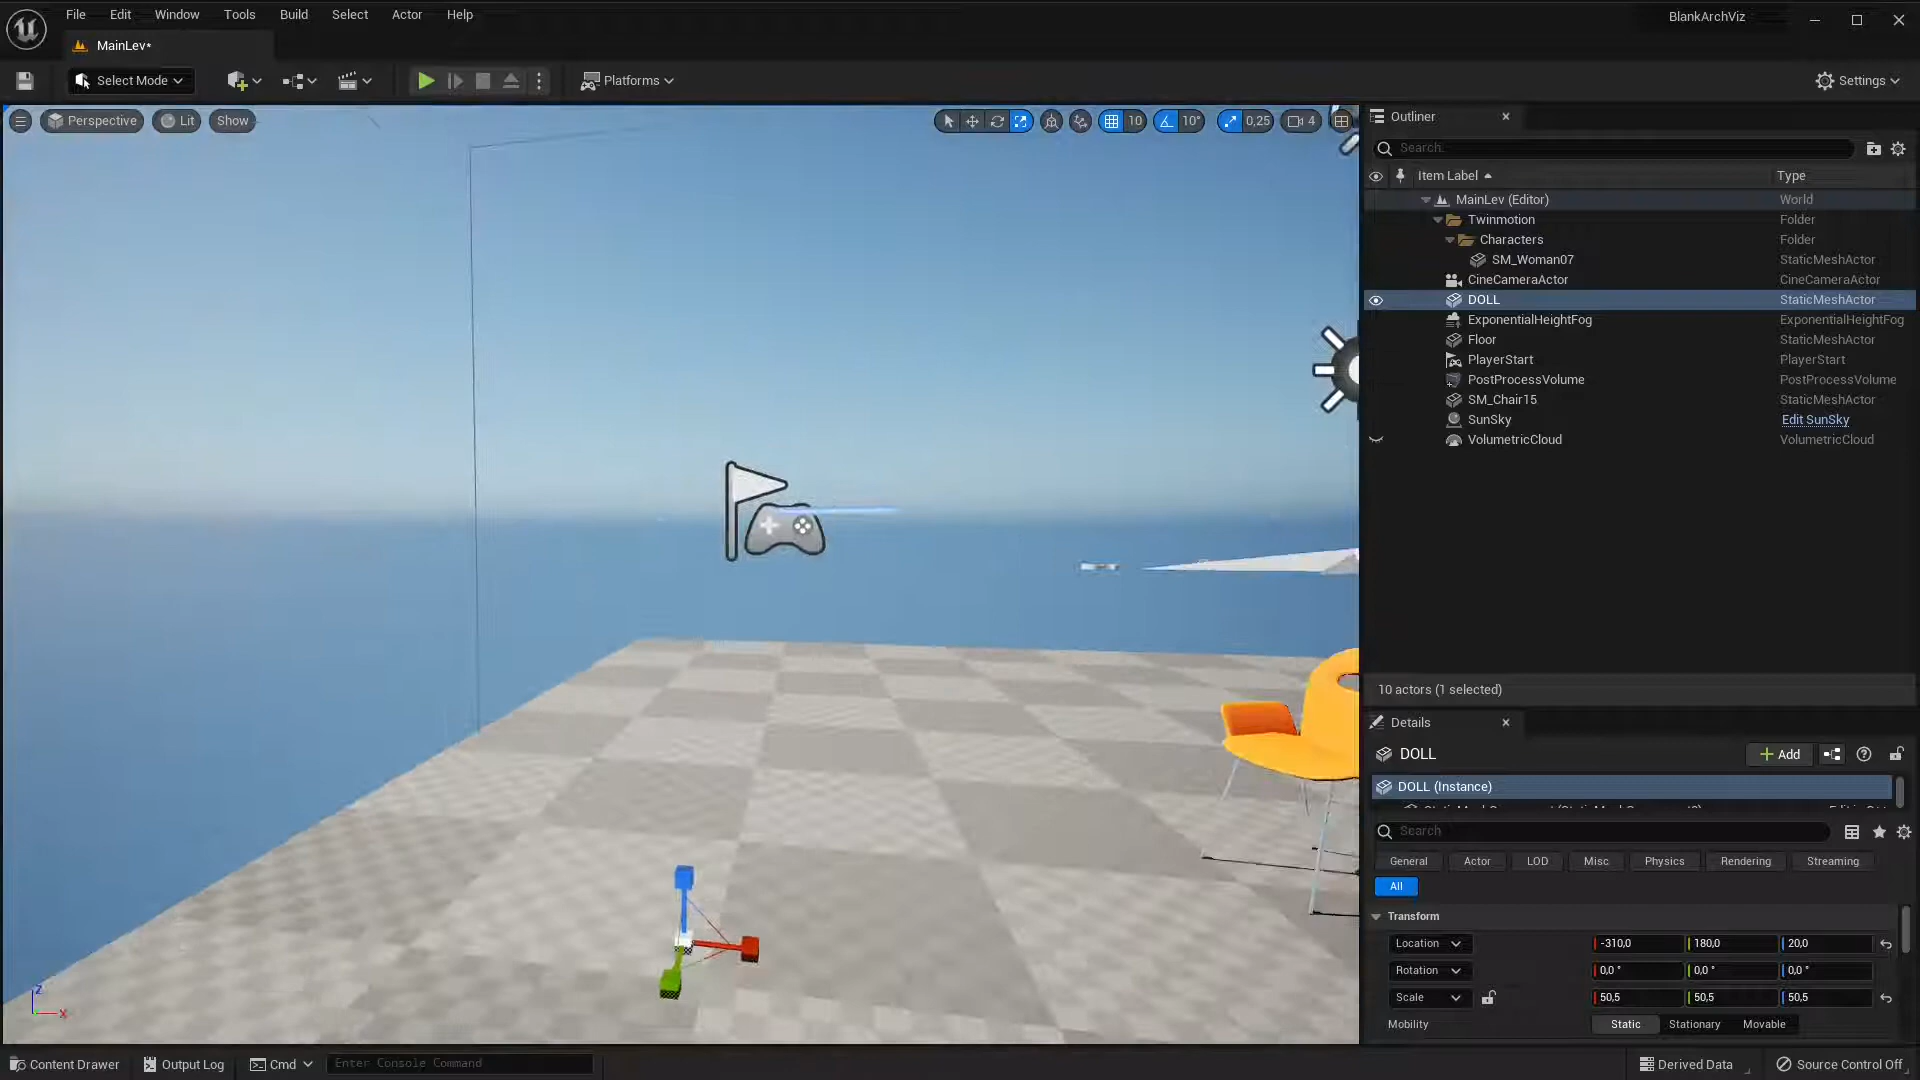 File Edit Window Tools Build Select Actor Help
BlankArchViz
MainLev*
Select Mode
Platforms
Settings
Perspective Lit Show
10 10° 0,25 4
Outliner
Search.
Item Label Type
MainLev (Editor) World
Twinmotion Folder
Characters Folder
SM_Woman07 StaticMeshActor
CineCameraActor CineCameraActor
DOLL StaticMeshActor
ExponentialHeightFog ExponentialHeightFog
Floor StaticMeshActor
PlayerStart PlayerStart
PostProcessVolume PostProcessVolume
SM_Chair15 StaticMeshActor
SunSky Edit SunSky
VolumetricCloud VolumetricCloud
10 actors (1 selected)
Details
DOLL
Add
DOLL (Instance)
Search
General Actor LOD Misc Physics Rendering Streaming
All
Transform
Location -310,0 180,0 20,0
Rotation 0,0 ° 0,0 ° 0,0 °
Scale 50,5 50,5 50,5
Mobility Static Stationary Movable
Z
X
Content Drawer Output Log Cmd Enter Console Command
Derived Data Source Control Off